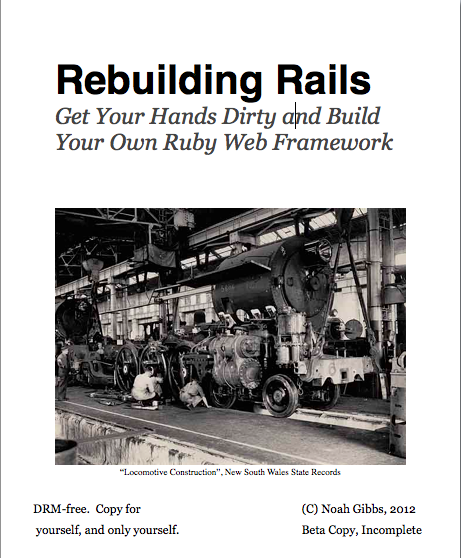 Rebuilding Rails
Get Your Hands Dirty and Build
Your Own Ruby Web Framework
“Locomotive Construction”, New South Wales State Records
DRM-free.  Copy for
yourself, and only yourself.
(C) Noah Gibbs, 2012
Beta Copy, Incomplete